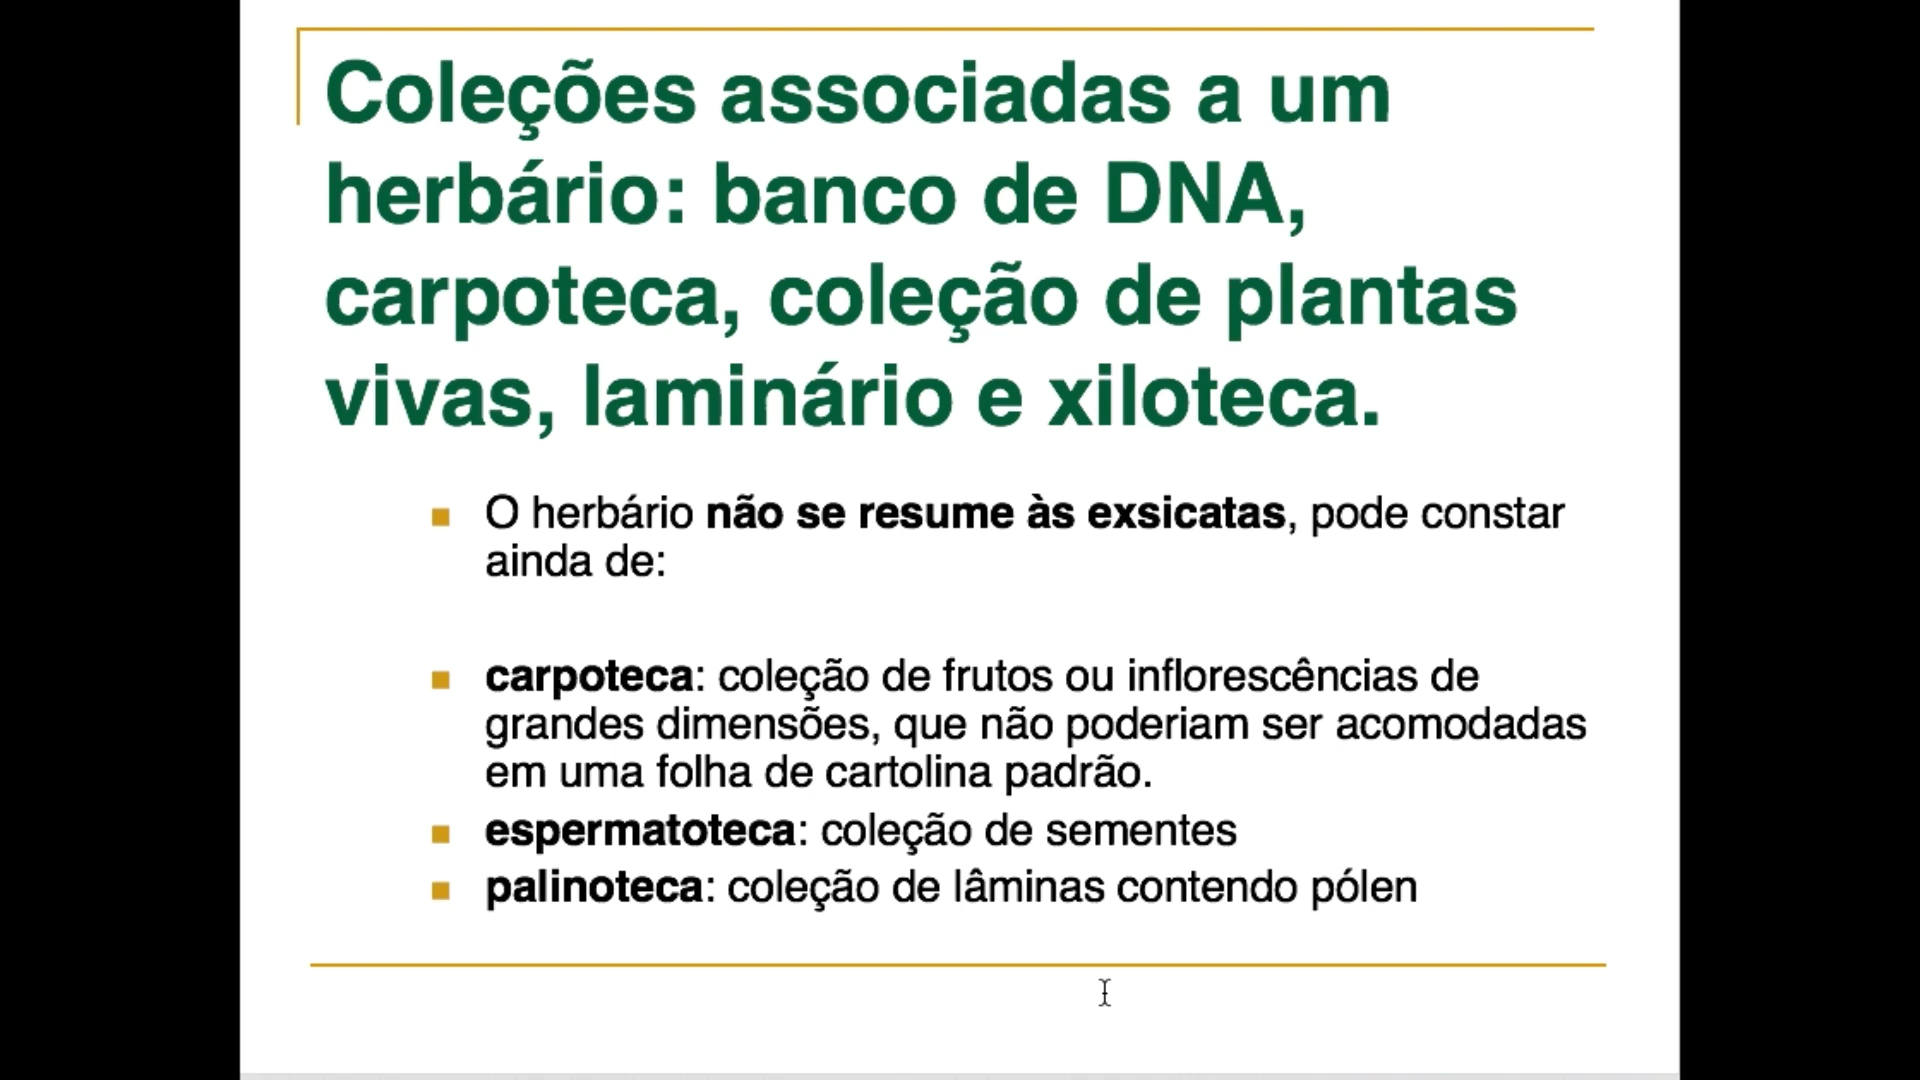 Coleções associadas a um
herbário: banco de DNA,
carpoteca, coleção de plantas
vivas, laminário e xiloteca.
O herbário não se resume às exsicatas, pode constar
ainda de:
carpoteca: coleção de frutos ou inflorescências de
grandes dimensões, que não poderiam ser acomodadas
em uma folha de cartolina padrão.
espermatoteca: coleção de sementes
palinoteca: coleção de lâminas contendo pólen